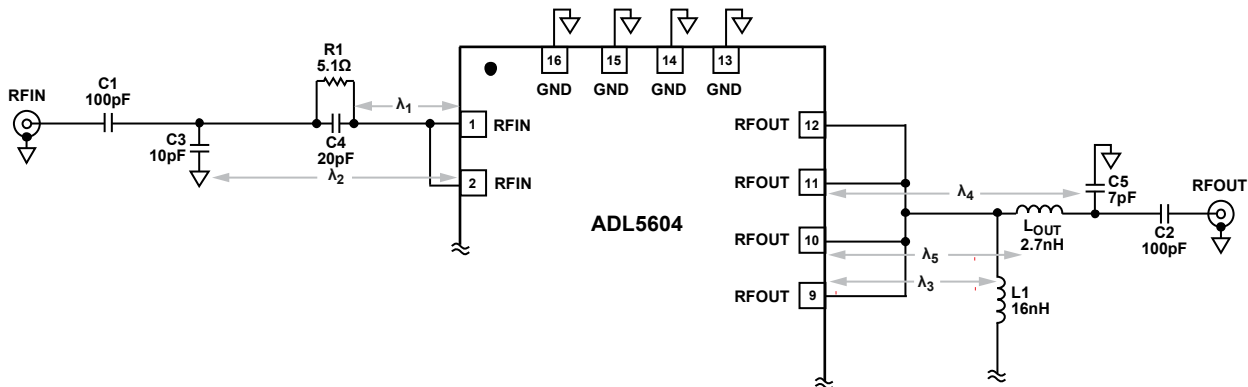 16
15
14
13
GND
GND
GND
GND
R1
5.1Ω
C1
100pF
RFIN
λ1
1
RFIN
C3
10pF
C4
20pF
λ2
2
RFIN
ADL5604
RFOUT
12
RFOUT
11
λ4
C5
7pF
RFOUT
RFOUT
10
LOUT
2.7nH
C2
100pF
λ5
λ3
RFOUT
9
L1
16nH